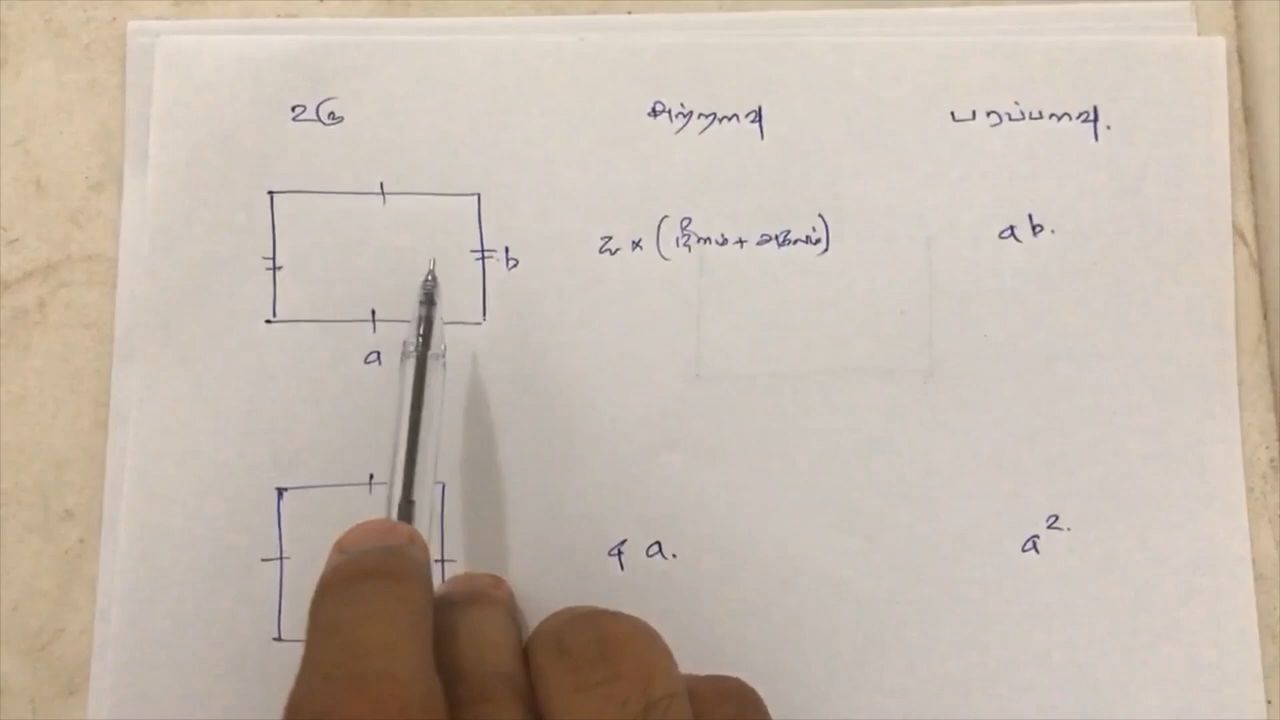 உரு சுற்றளவு பரப்பளவு.
2 × (நீளம் + அகலம்) ab.
b
a
4 a. a².